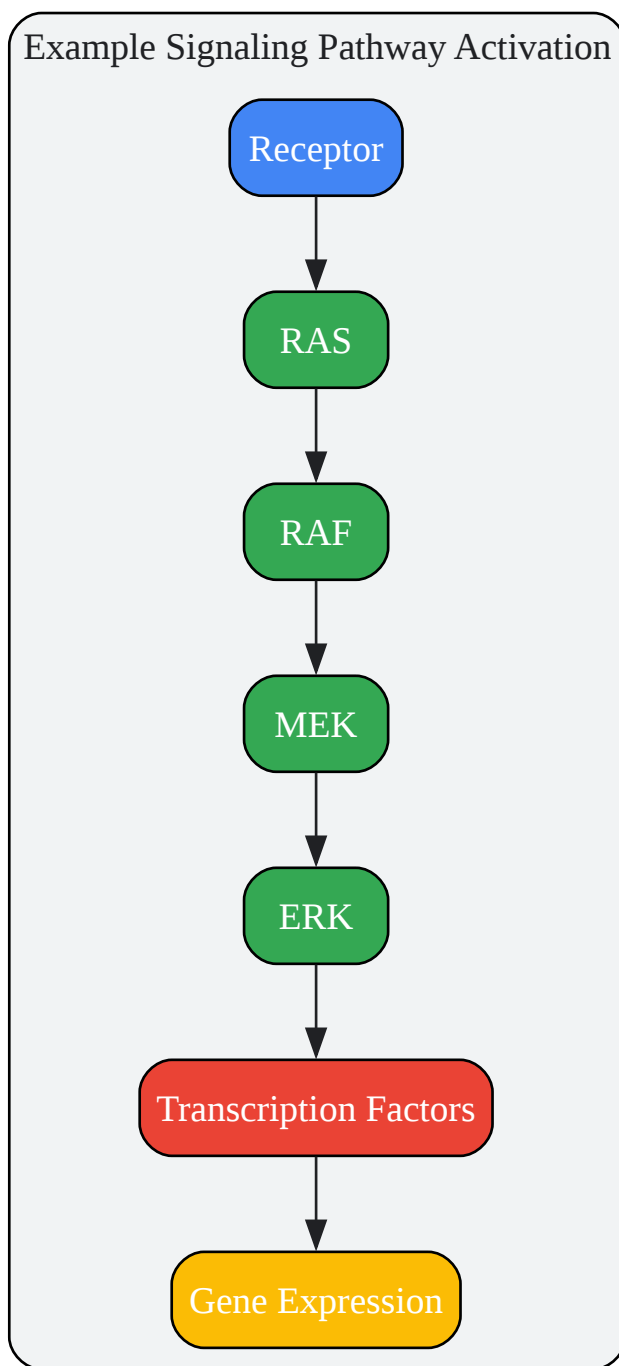 Example Signaling Pathway Activation
Receptor
RAS
RAF
MEK
ERK
Transcription Factors
Gene Expression